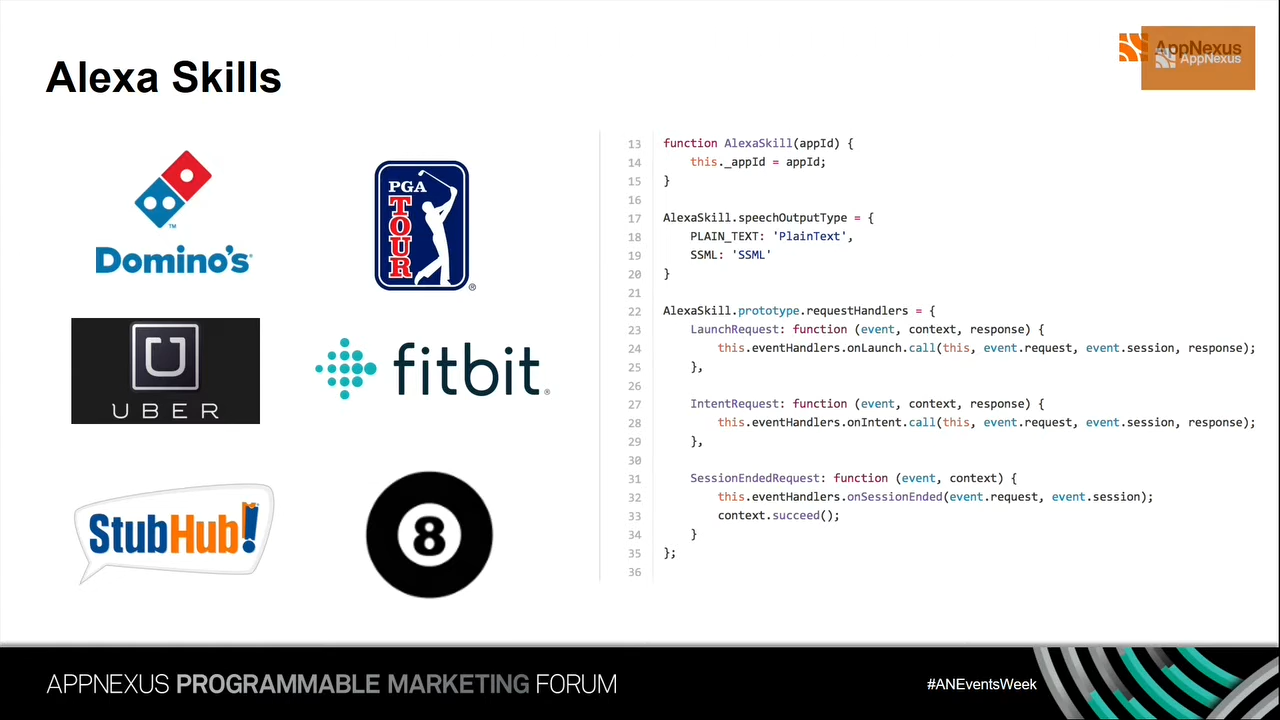 Alexa Skills
AppNexus
AppNexus
Domino's
PGA
TOUR
UBER
fitbit
StubHub!
8
13 function AlexaSkill(appId) {
14 this._appId = appId;
15 }
16
17 AlexaSkill.speechOutputType = {
18 PLAIN_TEXT: 'PlainText',
19 SSML: 'SSML'
20 }
21
22 AlexaSkill.prototype.requestHandlers = {
23 LaunchRequest: function (event, context, response) {
24 this.eventHandlers.onLaunch.call(this, event.request, event.session, response);
25 },
26
27 IntentRequest: function (event, context, response) {
28 this.eventHandlers.onIntent.call(this, event.request, event.session, response);
29 },
30
31 SessionEndedRequest: function (event, context) {
32 this.eventHandlers.onSessionEnded(event.request, event.session);
33 context.succeed();
34 }
35 };
36
APPNEXUS PROGRAMMABLE MARKETING FORUM
#ANEventsWeek